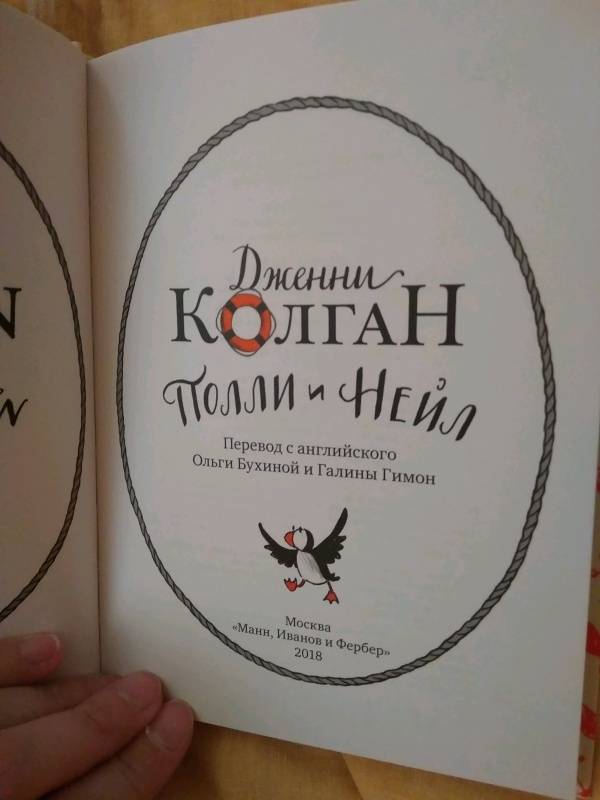 Дженни
КОЛГАН
Полли и Нейл
Перевод с английского
Ольги Бухиной и Галины Гимон
Москва
«Манн, Иванов и Фербер»
2018